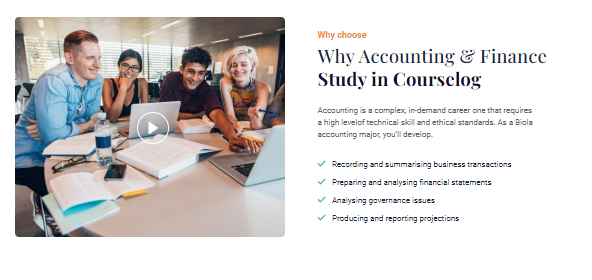 Why choose
Why Accounting & Finance
Study in Courselog
Accounting is a complex, in-demand career one that requires
a high levelof technical skill and ethical standards. As a Biola
accounting major, you'll develop.
Recording and summarising business transactions
Preparing and analysing financial statements
Analysing governance issues
Producing and reporting projections